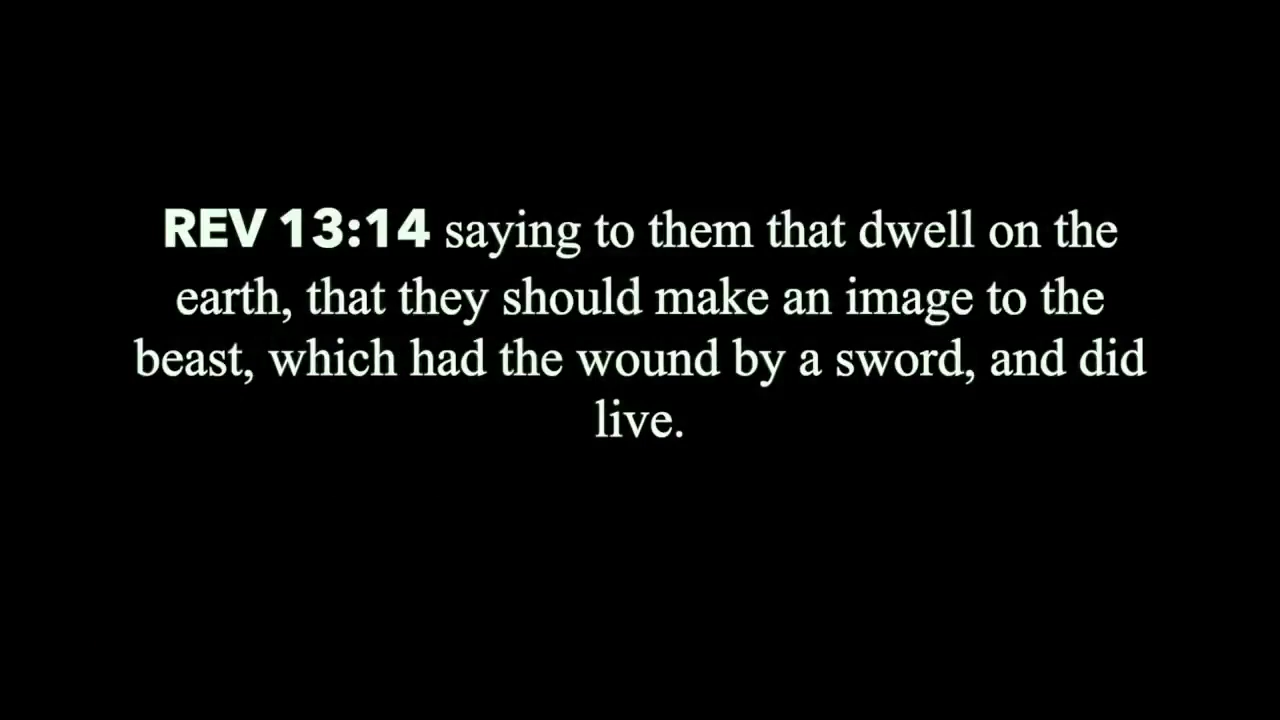 REV 13:14 saying to them that dwell on the
earth, that they should make an image to the
beast, which had the wound by a sword, and did
live.